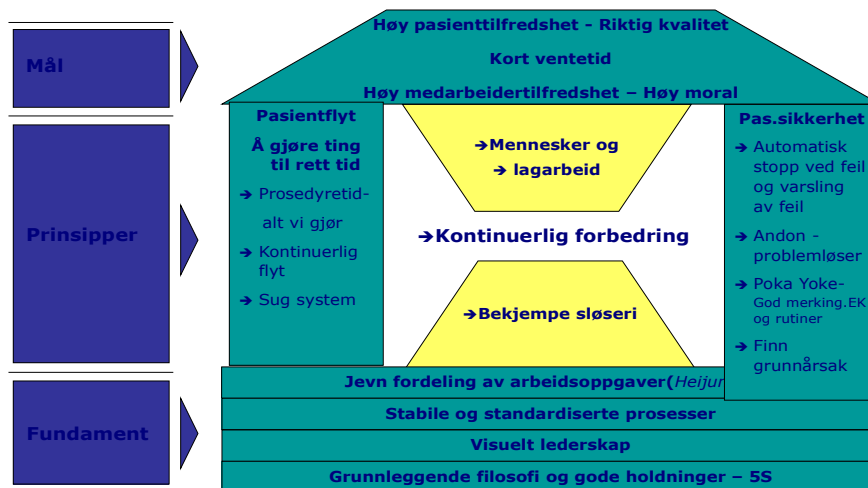 Mål
Høy pasienttilfredshet - Riktig kvalitet
Kort ventetid
Høy medarbeidertilfredshet – Høy moral
Prinsipper
Pasientflyt
Å gjøre ting
til rett tid
➔ Prosedyretid-
alt vi gjør
➔ Kontinuerlig
flyt
➔ Sug system
➔Mennesker og
➔ lagarbeid
➔Kontinuerlig forbedring
➔Bekjempe sløseri
Pas.sikkerhet
➔ Automatisk
stopp ved feil
og varsling
av feil
➔ Andon -
problemløser
➔ Poka Yoke-
God merking.EK
og rutiner
➔ Finn
grunnårsak
Fundament
Jevn fordeling av arbeidsoppgaver(Heijur
Stabile og standardiserte prosesser
Visuelt lederskap
Grunnleggende filosofi og gode holdninger – 5S